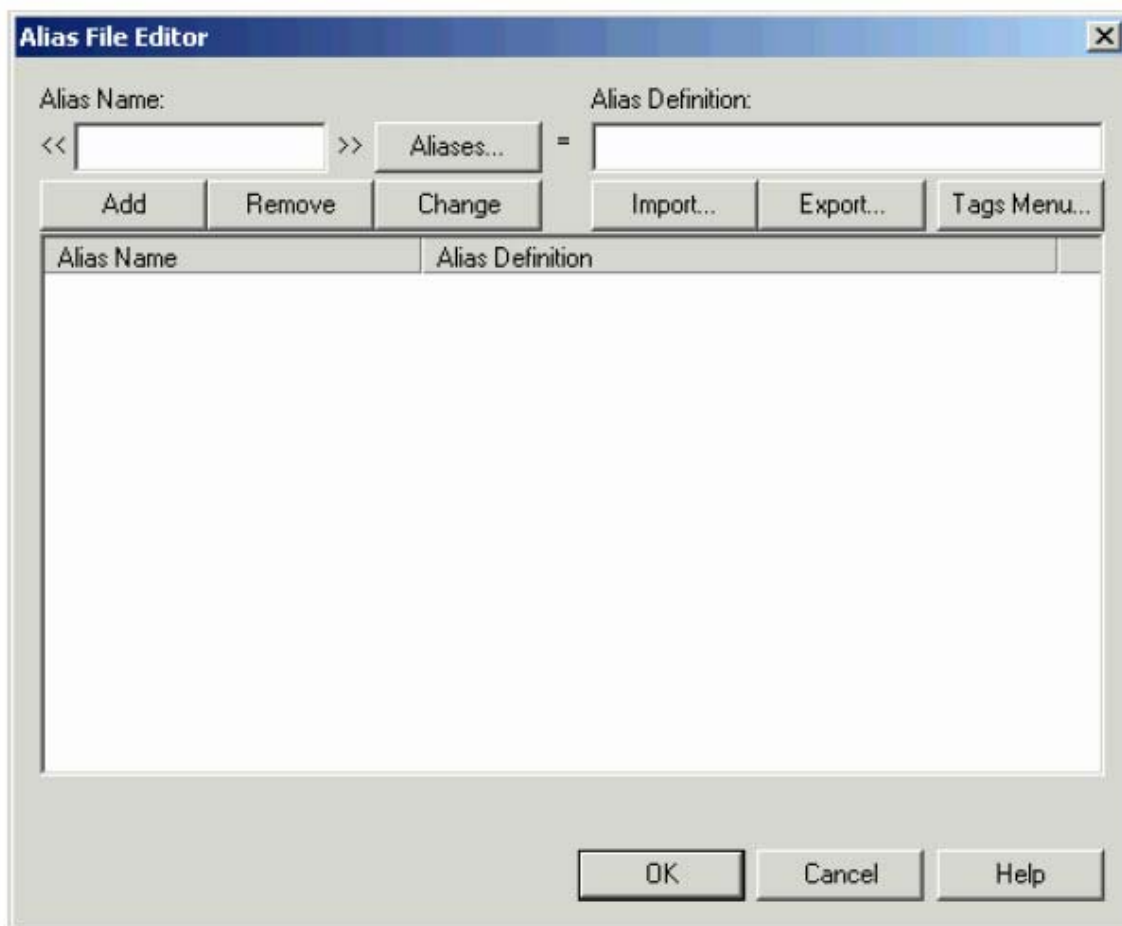 Alias File Editor
Alias Name: Alias Definition:
<< >> Aliases... =
Add Remove Change Import... Export... Tags Menu...
Alias Name Alias Definition
OK Cancel Help